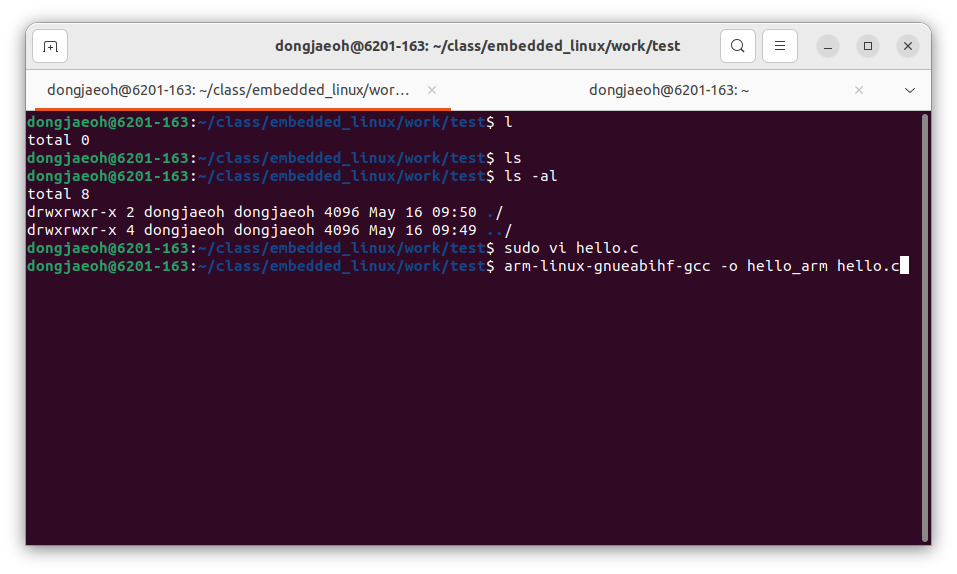 dongjaeoh@6201-163: ~/class/embedded_linux/work/test
dongjaeoh@6201-163: ~/class/embedded_linux/wor...
dongjaeoh@6201-163: ~
dongjaeoh@6201-163:~/class/embedded_linux/work/test$ l
total 0
dongjaeoh@6201-163:~/class/embedded_linux/work/test$ ls
dongjaeoh@6201-163:~/class/embedded_linux/work/test$ ls -al
total 8
drwxrwxr-x 2 dongjaeoh dongjaeoh 4096 May 16 09:50 ./
drwxrwxr-x 4 dongjaeoh dongjaeoh 4096 May 16 09:49 ../
dongjaeoh@6201-163:~/class/embedded_linux/work/test$ sudo vi hello.c
dongjaeoh@6201-163:~/class/embedded_linux/work/test$ arm-linux-gnueabihf-gcc -o hello_arm hello.c